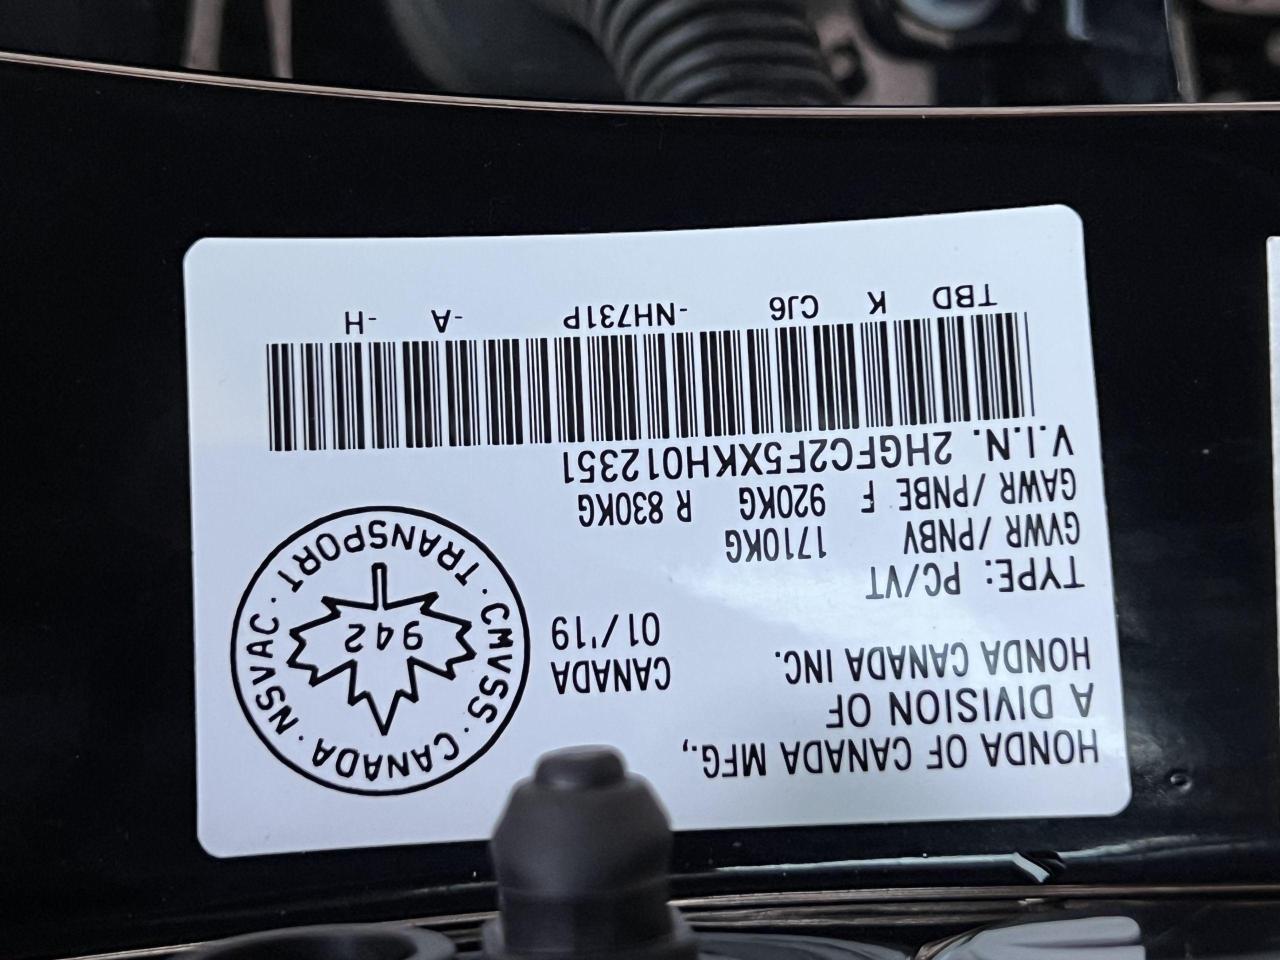 HONDA OF CANADA MFG.,
A DIVISION OF
HONDA CANADA INC. CANADA
01/'19
TYPE: PC/VT
GVWR / PNBV 1710KG
GAWR / PNBE F 920KG R 830KG
V.I.N. 2HGFC2F5XKH012351
TBD K CJ6 -NH731P -A -H
CANADA · NSVAC · TRANSPORT · CMVSS ·
942